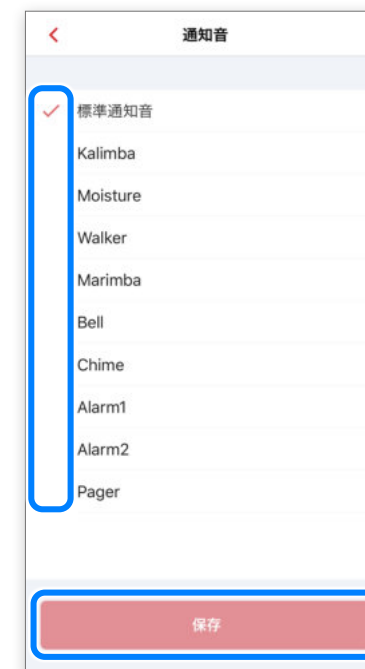 通知音
標準通知音
Kalimba
Moisture
Walker
Marimba
Bell
Chime
Alarm1
Alarm2
Pager
保存